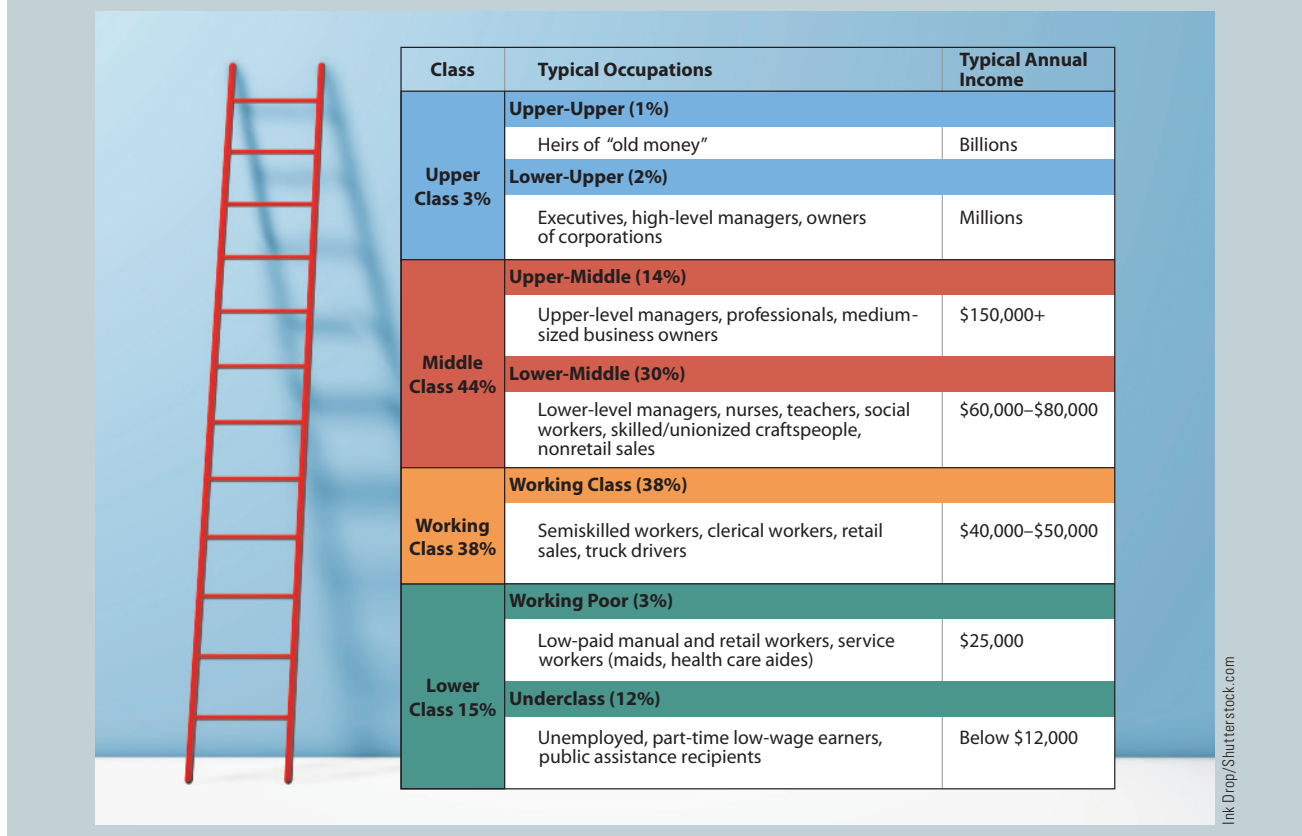 Class
Typical Occupations
Typical Annual
Income
Upper
Class 3%
Upper-Upper (1%)
Heirs of “old money”
Billions
Lower-Upper (2%)
Executives, high-level managers, owners
of corporations
Millions
Middle
Class 44%
Upper-Middle (14%)
Upper-level managers, professionals, medium-
sized business owners
$150,000+
Lower-Middle (30%)
Lower-level managers, nurses, teachers, social
workers, skilled/unionized craftspeople,
nonretail sales
$60,000–$80,000
Working
Class 38%
Working Class (38%)
Semiskilled workers, clerical workers, retail
sales, truck drivers
$40,000–$50,000
Lower
Class 15%
Working Poor (3%)
Low-paid manual and retail workers, service
workers (maids, health care aides)
$25,000
Underclass (12%)
Unemployed, part-time low-wage earners,
public assistance recipients
Below $12,000
Ink Drop/Shutterstock.com